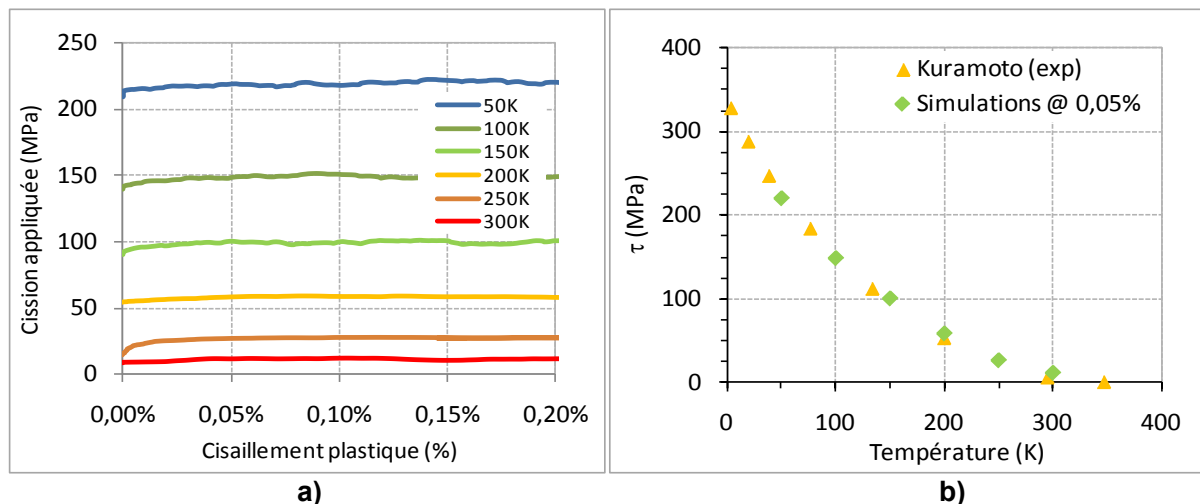 250
200
150
100
50
0
Cission appliquée (MPa)
50K
100K
150K
200K
250K
300K
0,00%
0,05%
0,10%
0,15%
0,20%
Cisaillement plastique (%)
a)
400
300
200
100
0
τ (MPa)
Kuramoto (exp)
Simulations @ 0,05%
0
100
200
300
400
Température (K)
b)